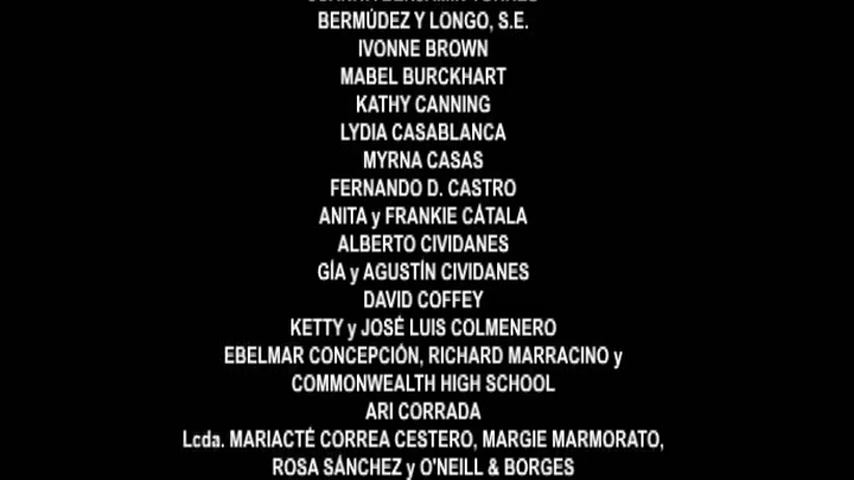 BERMÚDEZ Y LONGO, S.E.
IVONNE BROWN
MABEL BURCKHART
KATHY CANNING
LYDIA CASABLANCA
MYRNA CASAS
FERNANDO D. CASTRO
ANITA y FRANKIE CÁTALA
ALBERTO CIVIDANES
GÍA y AGUSTÍN CIVIDANES
DAVID COFFEY
KETTY y JOSÉ LUIS COLMENERO
EBELMAR CONCEPCIÓN, RICHARD MARRACINO y
COMMONWEALTH HIGH SCHOOL
ARI CORRADA
Lcda. MARIACTÉ CORREA CESTERO, MARGIE MARMORATO,
ROSA SÁNCHEZ y O'NEILL & BORGES